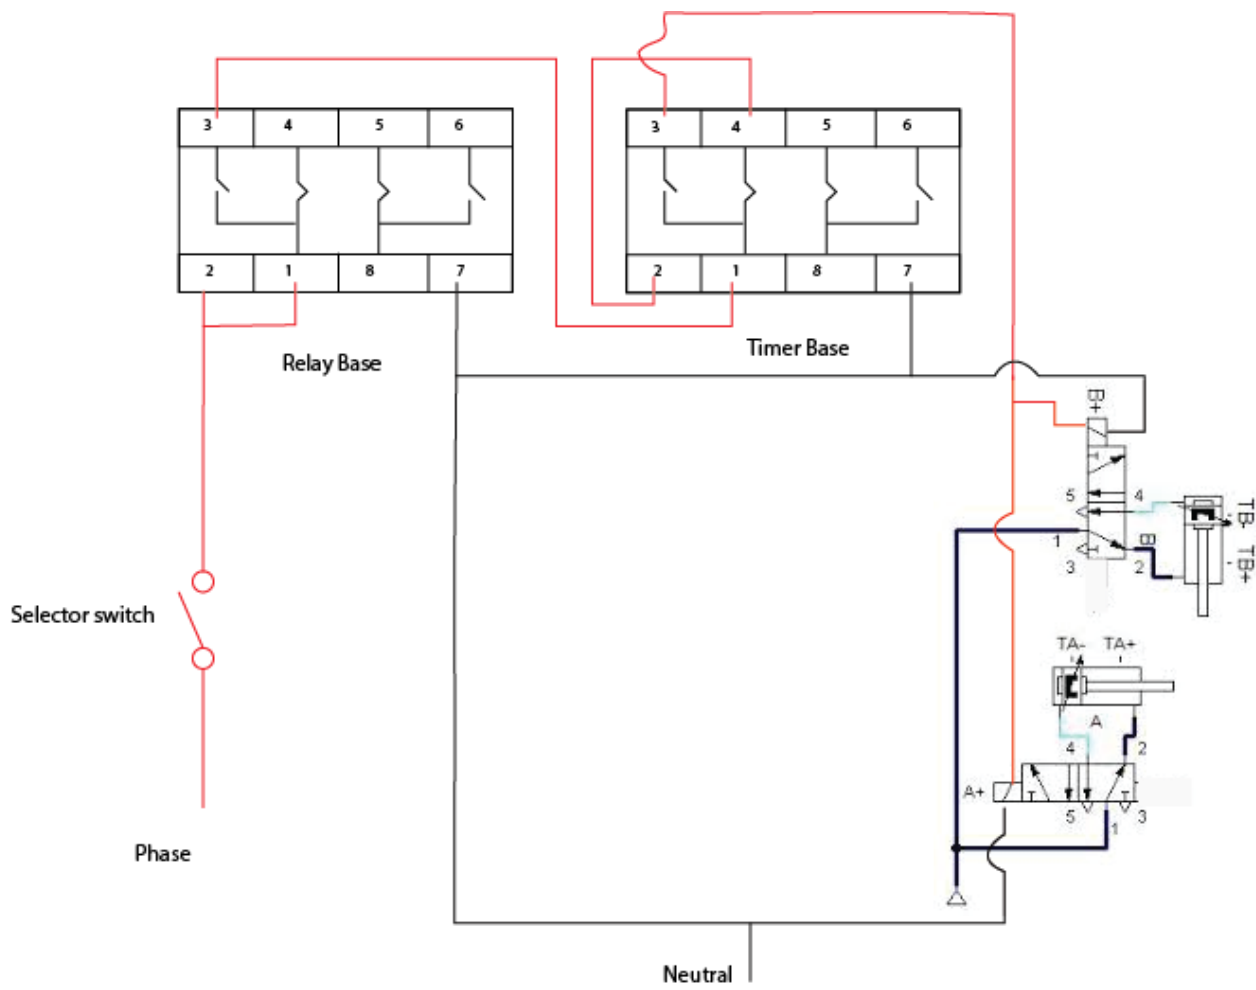 3 4 5 6
3 4 5 6
2 1 8 7
2 1 8 7
Relay Base
Timer Base
B+
5 4
1 B
3 2
TB-
TB+
Selector switch
TA- TA+
A
4 2
A+
5 1 3
Phase
Neutral